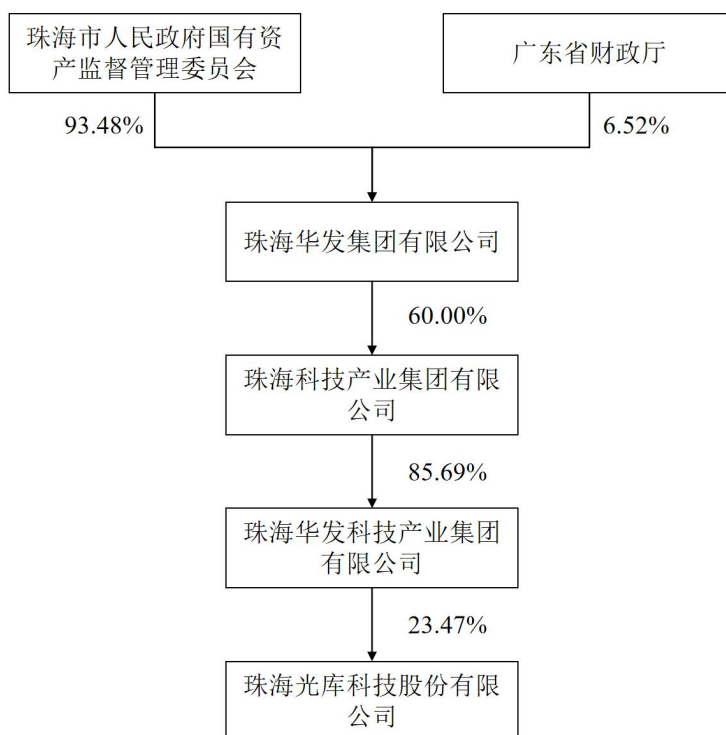 珠海市人民政府国有资
产监督管理委员会
广东省财政厅
93.48%
6.52%
珠海华发集团有限公司
60.00%
珠海科技产业集团有限
公司
85.69%
珠海华发科技产业集团
有限公司
23.47%
珠海光库科技股份有限
公司